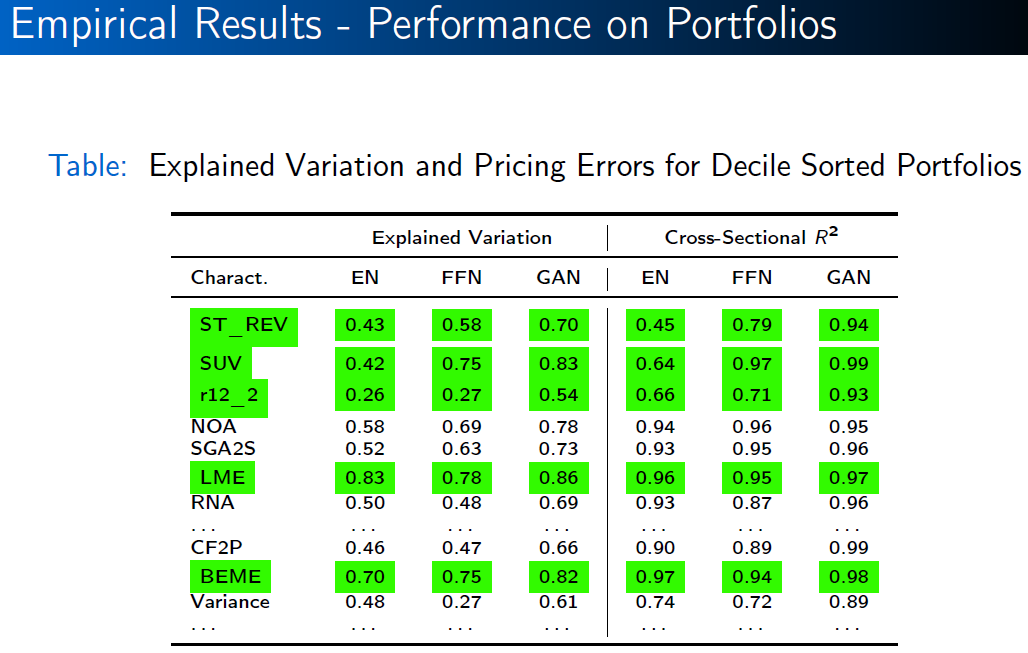 Empirical Results - Performance on Portfolios
Table: Explained Variation and Pricing Errors for Decile Sorted Portfolios
Explained Variation Cross-Sectional R²
Charact. EN FFN GAN EN FFN GAN
ST_REV 0.43 0.58 0.70 0.45 0.79 0.94
SUV 0.42 0.75 0.83 0.64 0.97 0.99
r12_2 0.26 0.27 0.54 0.66 0.71 0.93
NOA 0.58 0.69 0.78 0.94 0.96 0.95
SGA2S 0.52 0.63 0.73 0.93 0.95 0.96
LME 0.83 0.78 0.86 0.96 0.95 0.97
RNA 0.50 0.48 0.69 0.93 0.87 0.96
... ... ... ... ... ... ...
CF2P 0.46 0.47 0.66 0.90 0.89 0.99
BEME 0.70 0.75 0.82 0.97 0.94 0.98
Variance 0.48 0.27 0.61 0.74 0.72 0.89
... ... ... ... ... ... ...